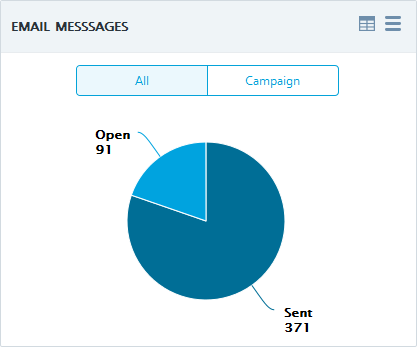 EMAIL MESSSAGES
All
Campaign
Open
91
Sent
371